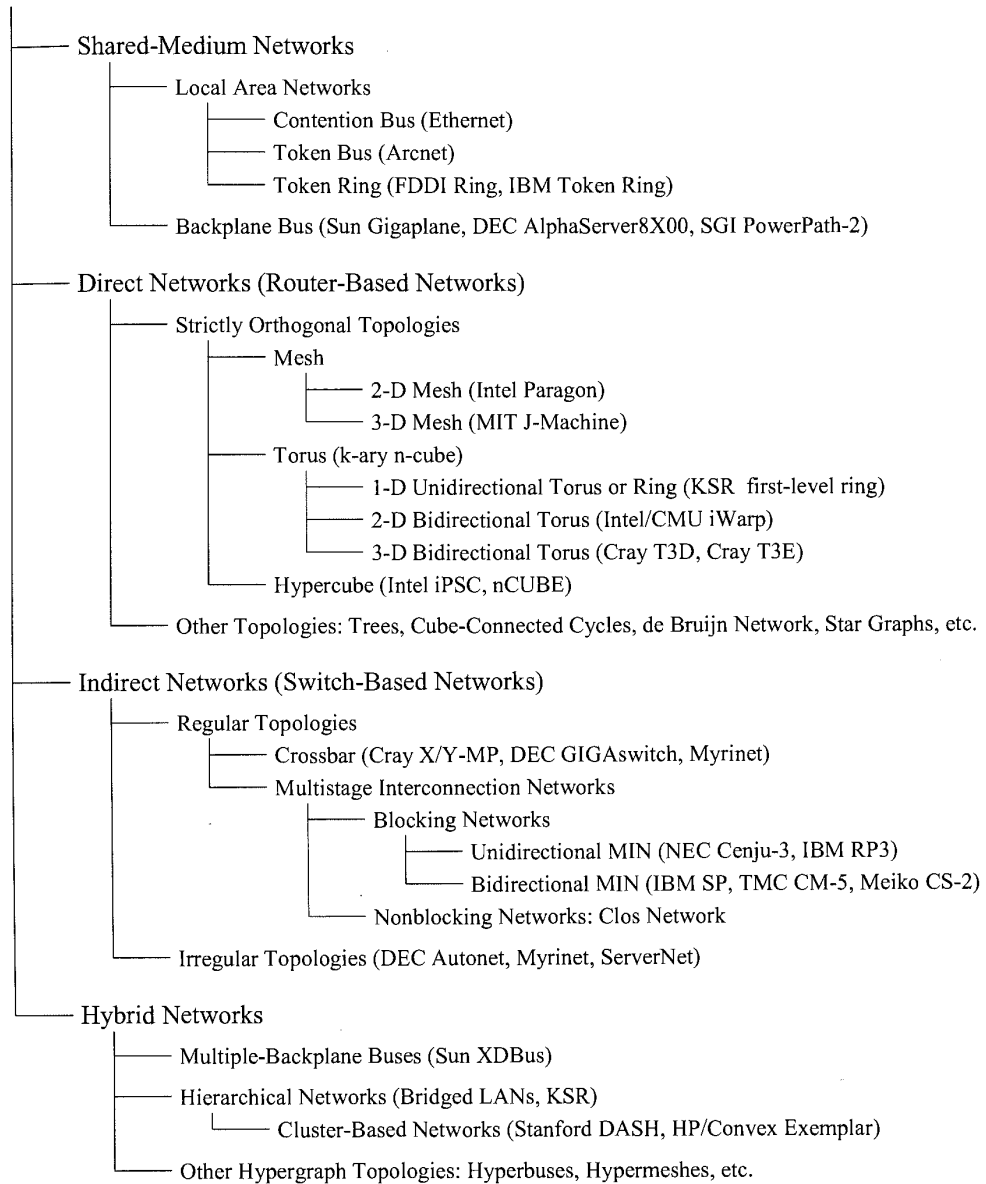 Shared-Medium Networks
Local Area Networks
Contention Bus (Ethernet)
Token Bus (Arcnet)
Token Ring (FDDI Ring, IBM Token Ring)
Backplane Bus (Sun Gigaplane, DEC AlphaServer8X00, SGI PowerPath-2)
Direct Networks (Router-Based Networks)
Strictly Orthogonal Topologies
Mesh
2-D Mesh (Intel Paragon)
3-D Mesh (MIT J-Machine)
Torus (k-ary n-cube)
1-D Unidirectional Torus or Ring (KSR first-level ring)
2-D Bidirectional Torus (Intel/CMU iWarp)
3-D Bidirectional Torus (Cray T3D, Cray T3E)
Hypercube (Intel iPSC, nCUBE)
Other Topologies: Trees, Cube-Connected Cycles, de Bruijn Network, Star Graphs, etc.
Indirect Networks (Switch-Based Networks)
Regular Topologies
Crossbar (Cray X/Y-MP, DEC GIGAswitch, Myrinet)
Multistage Interconnection Networks
Blocking Networks
Unidirectional MIN (NEC Cenju-3, IBM RP3)
Bidirectional MIN (IBM SP, TMC CM-5, Meiko CS-2)
Nonblocking Networks: Clos Network
Irregular Topologies (DEC Autonet, Myrinet, ServerNet)
Hybrid Networks
Multiple-Backplane Buses (Sun XDBus)
Hierarchical Networks (Bridged LANs, KSR)
Cluster-Based Networks (Stanford DASH, HP/Convex Exemplar)
Other Hypergraph Topologies: Hyperbuses, Hypermeshes, etc.